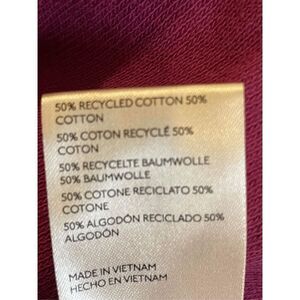 50% RECYCLED COTTON 50%
COTTON
50% COTON RECYCLÉ 50%
COTON
50% RECYCELTE BAUMWOLLE
50% BAUMWOLLE
50% COTONE RECICLATO 50%
COTONE
50% ALGODÓN RECICLADO 50%
ALGODÓN
MADE IN VIETNAM
HECHO EN VIETNAM